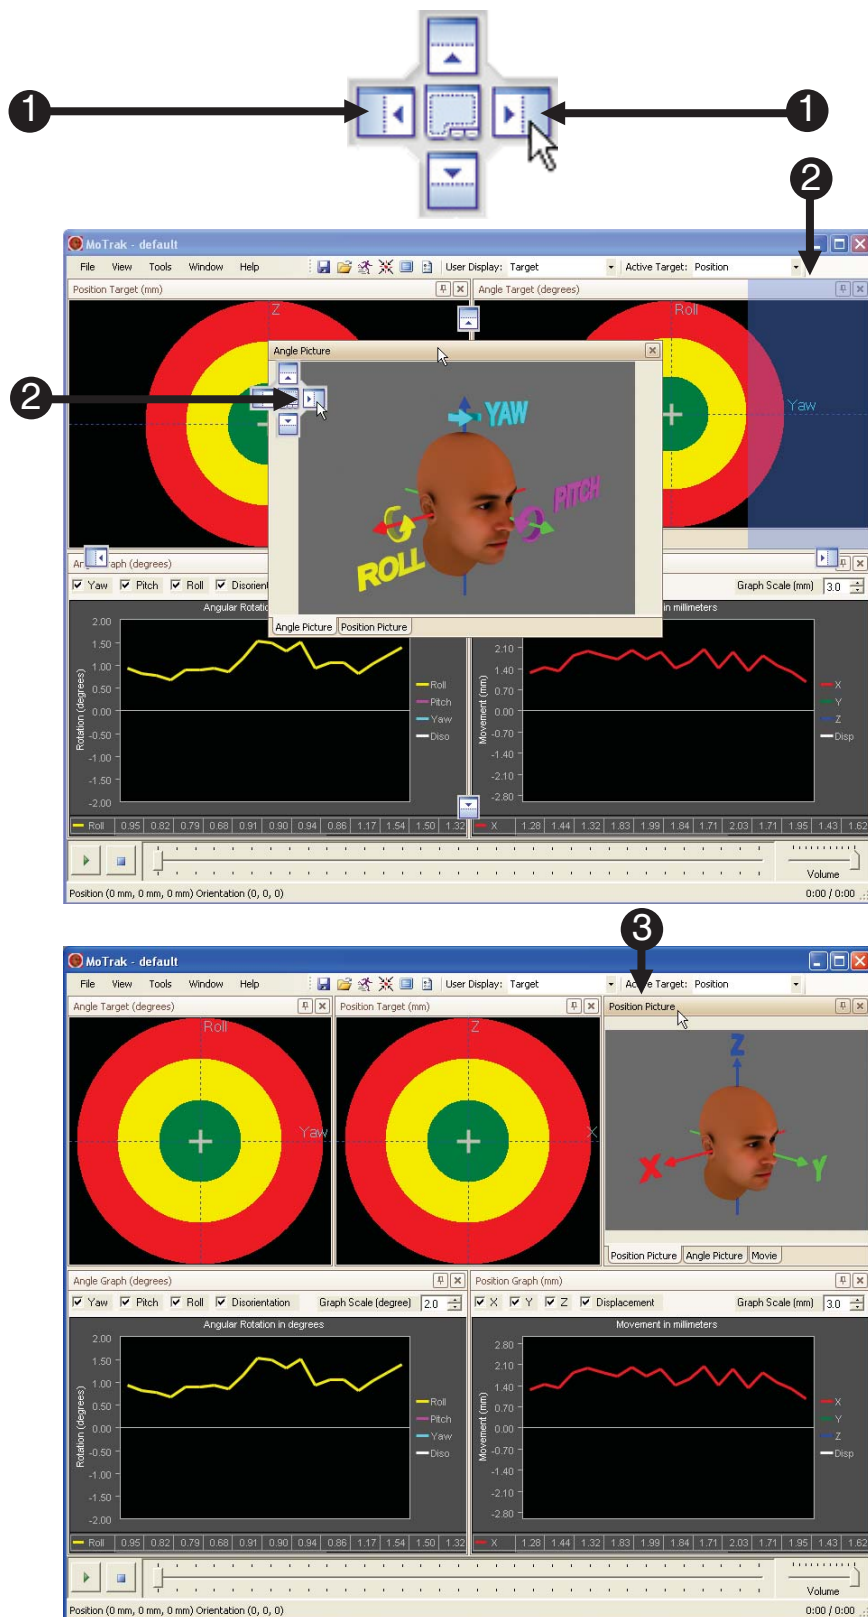 1
1
2
MoTrak - default
File View Tools Window Help User Display: Target Active Target: Position
Position Target (mm) Angle Target (degrees)
Z Roll
Angle Picture
2
YAW
Yaw
PITCH
ROLL
Angle Picture Position Picture
Graph (degrees)
Yaw Pitch Roll Graph Scale (mm) 3.0
Angular in millimeters
Rotation (degrees)
2.00
1.50
1.00
0.50
0.00
-0.50
-1.00
-1.50
-2.00
Roll
Pitch
Yaw
Diso
Movement (mm)
2.10
1.40
0.70
0.00
-0.70
-1.40
-2.10
-2.80
X
Y
Z
Disp
Roll 0.95 0.82 0.79 0.68 0.91 0.90 0.94 0.86 1.17 1.54 1.50 1.32
X 1.28 1.44 1.32 1.83 1.99 1.84 1.71 2.03 1.71 1.95 1.43 1.62
Volume
Position (0 mm, 0 mm, 0 mm) Orientation (0, 0, 0) 0:00 / 0:00
3
MoTrak - default
File View Tools Window Help User Display: Target Active Target: Position
Angle Target (degrees) Position Target (mm) Position Picture
Roll Z Z
Yaw X X Y
Position Picture Angle Picture Movie
Angle Graph (degrees) Position Graph (mm)
Yaw Pitch Roll Disorientation Graph Scale (degree) 2.0 X Y Z Displacement Graph Scale (mm) 3.0
Angular Rotation in degrees Movement in millimeters
Rotation (degrees)
2.00
1.50
1.00
0.50
0.00
-0.50
-1.00
-1.50
-2.00
Roll
Pitch
Yaw
Diso
Movement (mm)
2.80
2.10
1.40
0.70
0.00
-0.70
-1.40
-2.10
-2.80
X
Y
Z
Disp
Roll 0.95 0.82 0.79 0.68 0.91 0.90 0.94 0.86 1.17 1.54 1.50 1.32
X 1.28 1.44 1.32 1.83 1.99 1.84 1.71 2.03 1.71 1.95 1.43 1.62
Volume
Position (0 mm, 0 mm, 0 mm) Orientation (0, 0, 0) 0:00 / 0:00